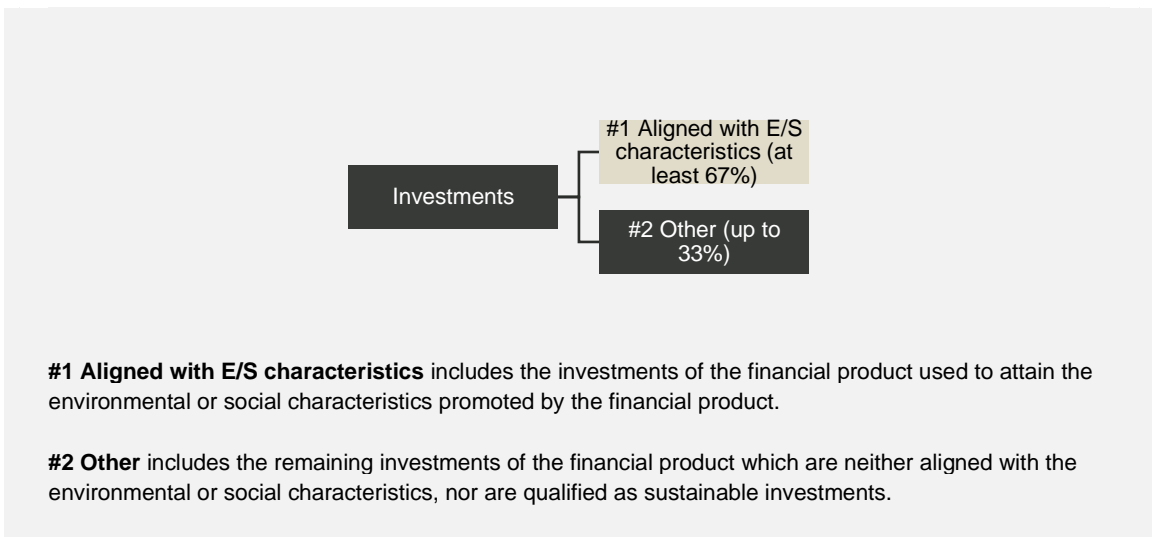 #1 Aligned with E/S
characteristics (at
least 67%)
Investments
#2 Other (up to
33%)
#1 Aligned with E/S characteristics includes the investments of the financial product used to attain the
environmental or social characteristics promoted by the financial product.
#2 Other includes the remaining investments of the financial product which are neither aligned with the
environmental or social characteristics, nor are qualified as sustainable investments.